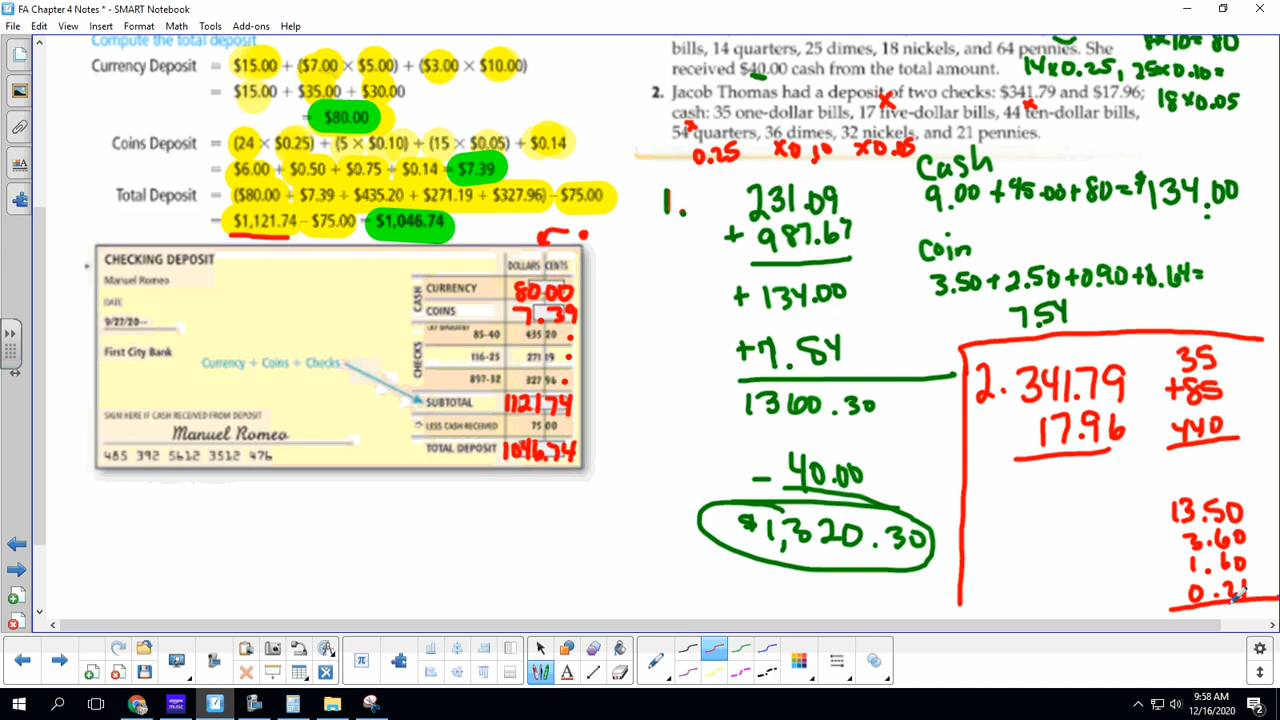 FA Chapter 4 Notes * - SMART Notebook
File Edit View Insert Format Math Tools Add-ons Help
Compute the total deposit
Currency Deposit = $15.00 + ($7.00 × $5.00) + ($3.00 × $10.00)
= $15.00 + $35.00 + $30.00
= $80.00
Coins Deposit = (24 × $0.25) + (5 × $0.10) + (15 × $0.05) + $0.14
= $6.00 + $0.50 + $0.75 + $0.14 = $7.39
Total Deposit = ($80.00 + $7.39 + $435.20 + $271.19 + $327.96) – $75.00
= $1,121.74 – $75.00 = $1,046.74
CHECKING DEPOSIT
Manuel Romeo
DATE
9/27/20--
First City Bank
Currency + Coins + Checks
SIGN HERE IF CASH RECEIVED FROM DEPOSIT
Manuel Romeo
485 392 5612 3512 476
DOLLARS CENTS
CASH
CURRENCY 80 00
COINS 7.39
CHECKS
LIST SEPARATELY 85-40 435 20
116-25 271 19
897-32 327 96
SUBTOTAL 1121 74
LESS CASH RECEIVED 75 00
TOTAL DEPOSIT 1046.74
bills, 14 quarters, 25 dimes, 18 nickels, and 64 pennies. She
received $40.00 cash from the total amount.
8×10=80
14×0.25, 25×0.10=
18×0.05
2. Jacob Thomas had a deposit of two checks: $341.79 and $17.96;
cash: 35 one-dollar bills, 17 five-dollar bills, 44 ten-dollar bills,
54 quarters, 36 dimes, 32 nickels, and 21 pennies.
× × ×
0.25 ×0.10 ×0.05
1. 231.09
+ 987.67
+ 134.00
+7.54
1360.30
- 40.00
$1,320.30
Cash
9.00 + 45.00 + 80 = $134.00
Coin
3.50 + 2.50 + 0.90 + 0.64 =
7.54
2. 341.79
17.96
35
+85
440
13.50
3.60
1.60
0.21
9:58 AM
12/16/2020
2